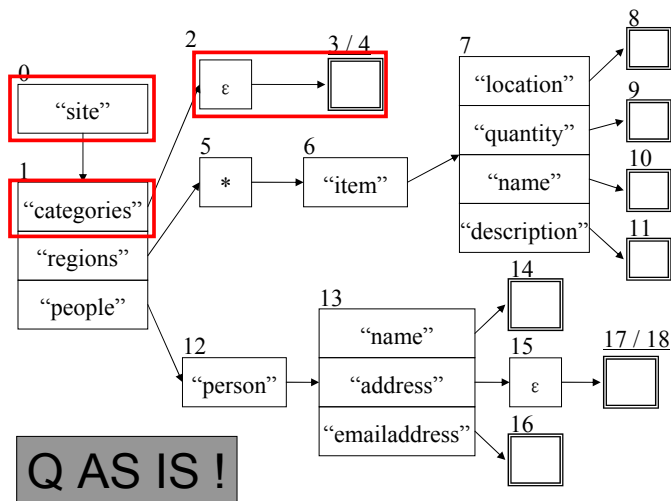 0
“site”
1
“categories”
“regions”
“people”
2
ε
3 / 4
5
*
6
“item”
7
“location”
“quantity”
“name”
“description”
8
9
10
11
12
“person”
13
“name”
“address”
“emailaddress”
14
15
ε
16
17 / 18
Q AS IS !